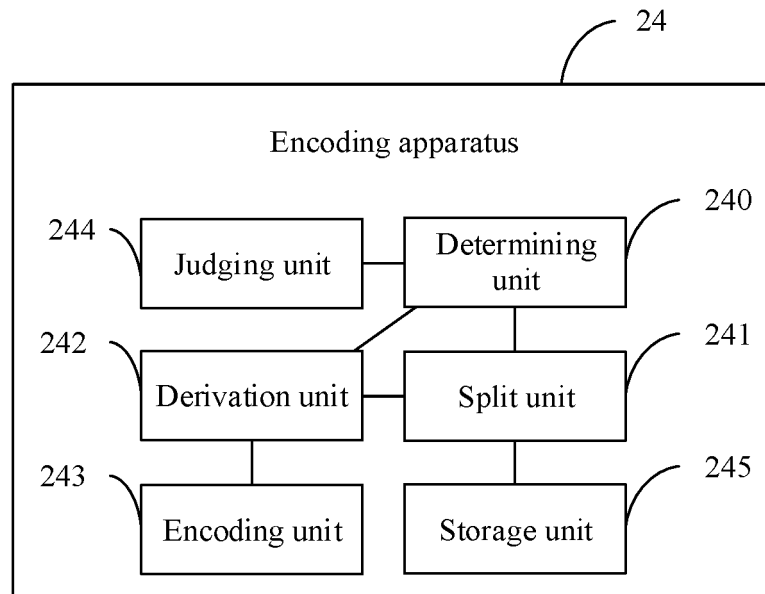 24
Encoding apparatus
244
Judging unit
Determining
unit
240
242
Derivation unit
Split unit
241
243
Encoding unit
Storage unit
245